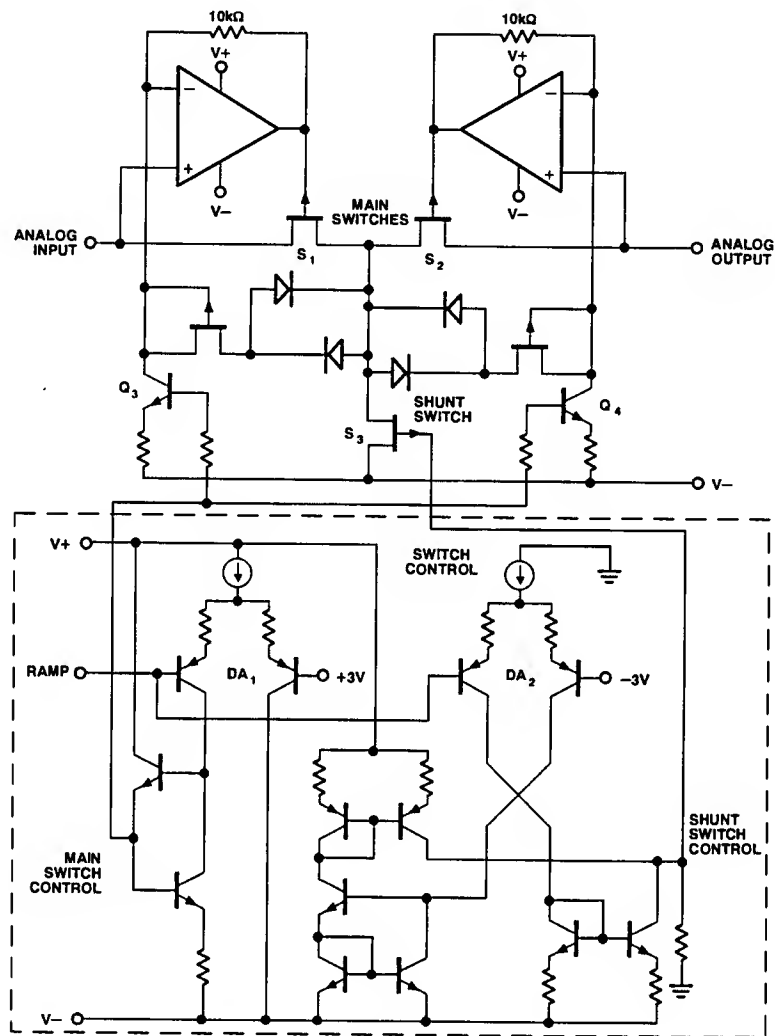 10kΩ
10kΩ
V+
V+
−
−
+
+
V−
V−
MAIN
SWITCHES
ANALOG
INPUT
ANALOG
OUTPUT
S1
S2
Q3
SHUNT
SWITCH
Q4
S3
V−
V+
SWITCH
CONTROL
RAMP
DA1
+3V
DA2
−3V
SHUNT
SWITCH
CONTROL
MAIN
SWITCH
CONTROL
V−